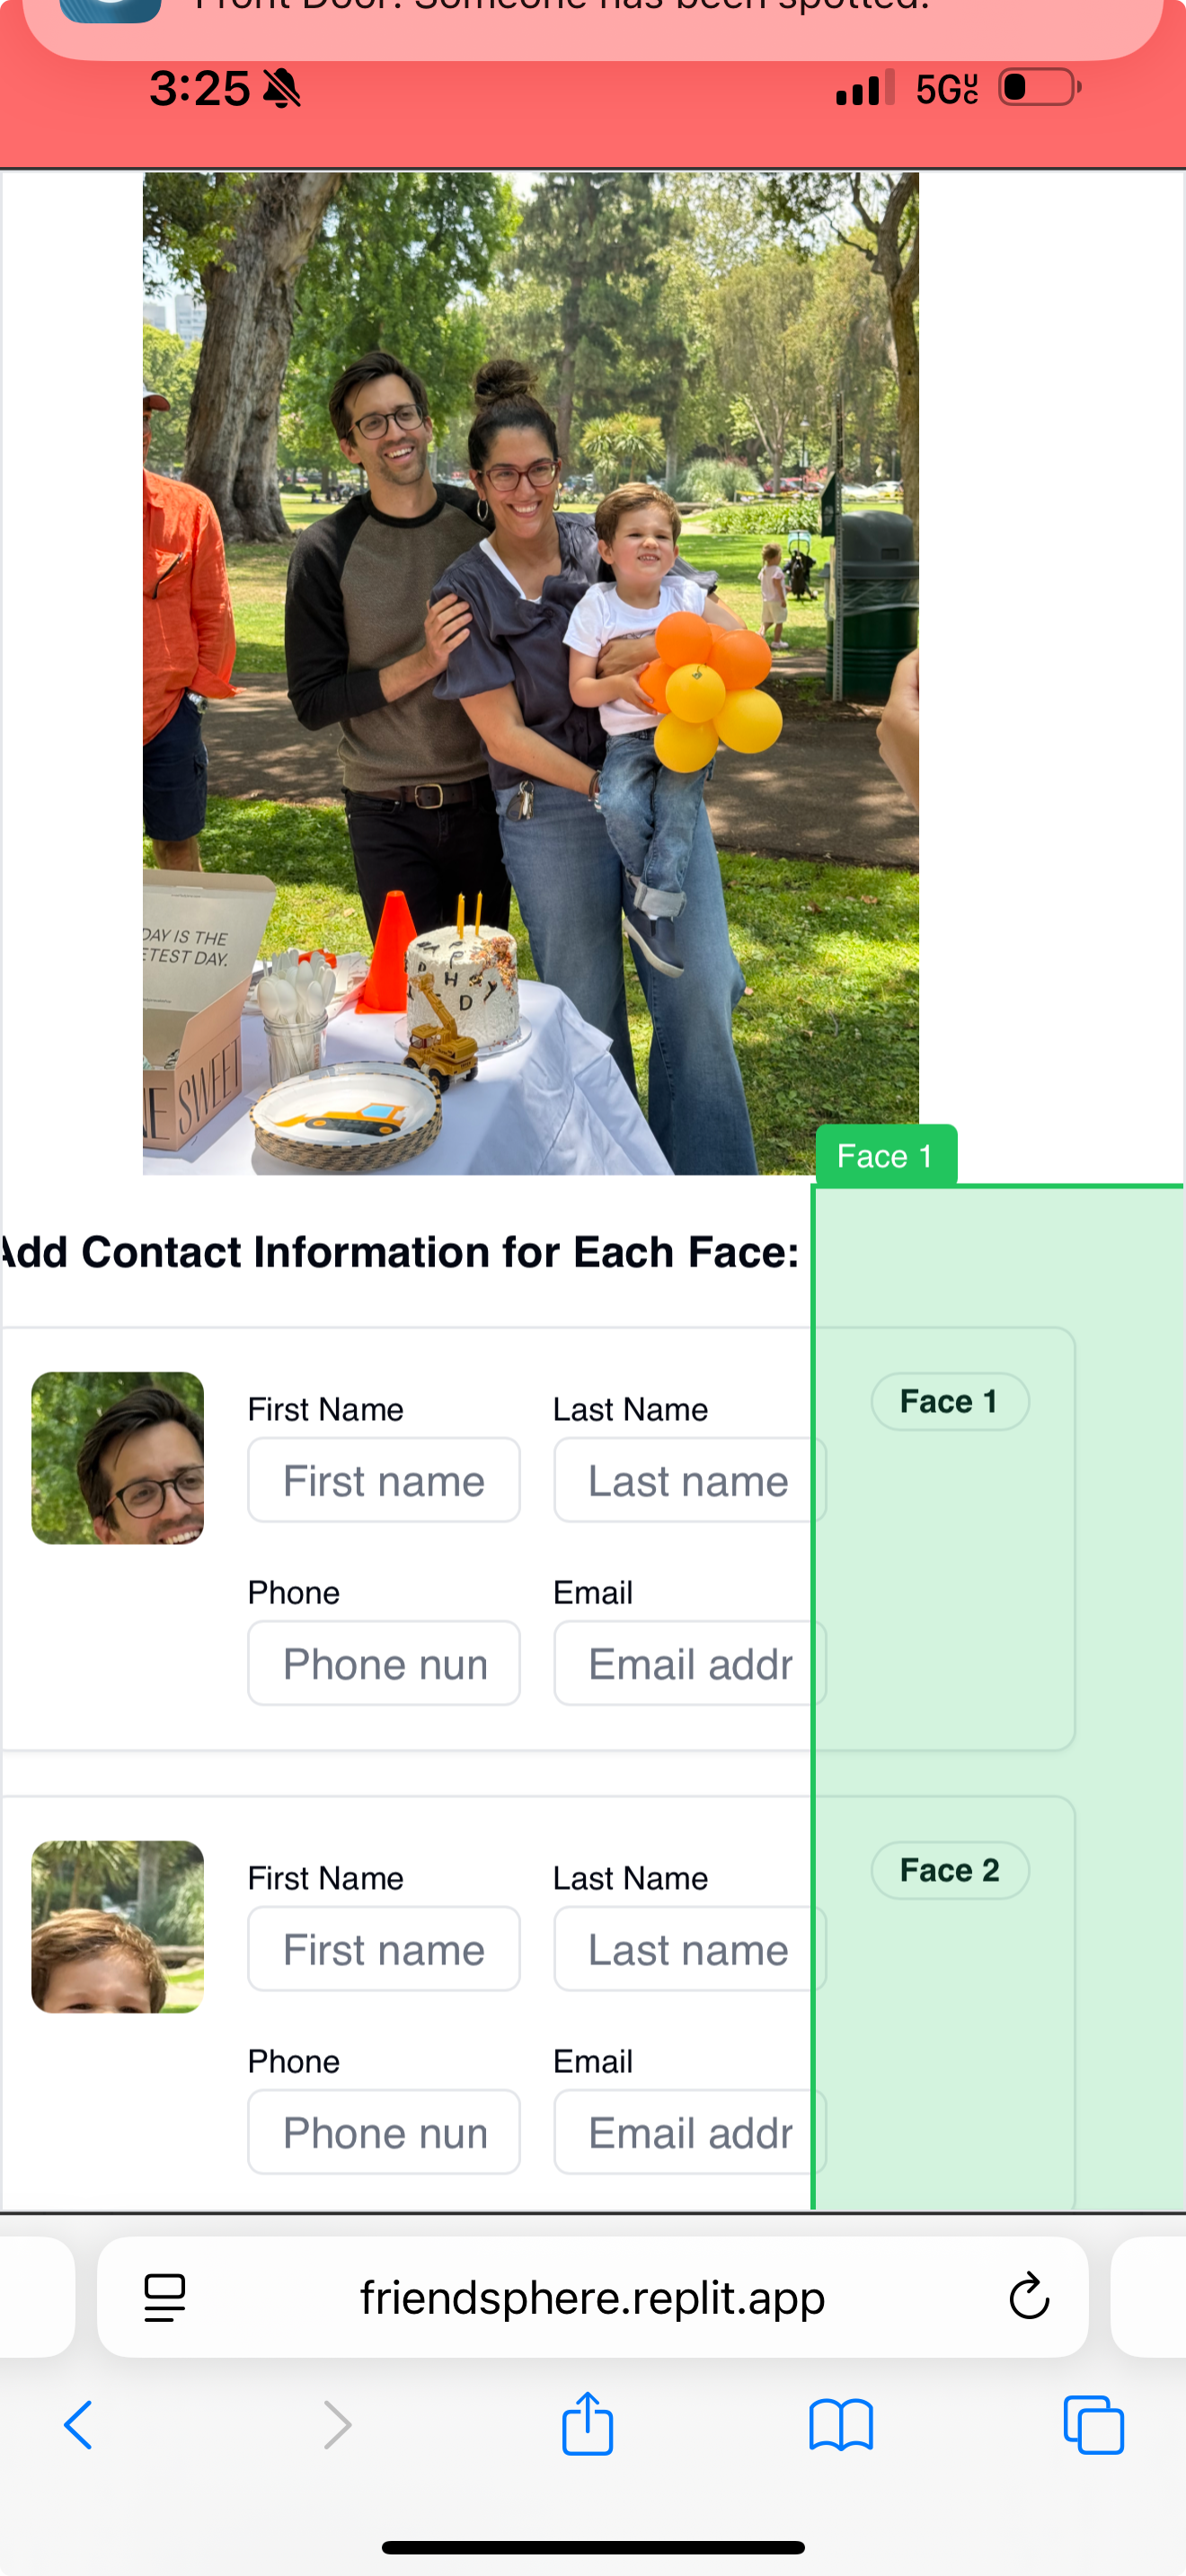 Front Door: Someone has been spotted.
3:25
5G UC
DAY IS THE
ETEST DAY.
SWEET
H
D
Y
Face 1
Add Contact Information for Each Face:
Face 1
First Name
Last Name
First name
Last name
Phone
Email
Phone nun
Email addr
Face 2
First Name
Last Name
First name
Last name
Phone
Email
Phone nun
Email addr
friendsphere.replit.app